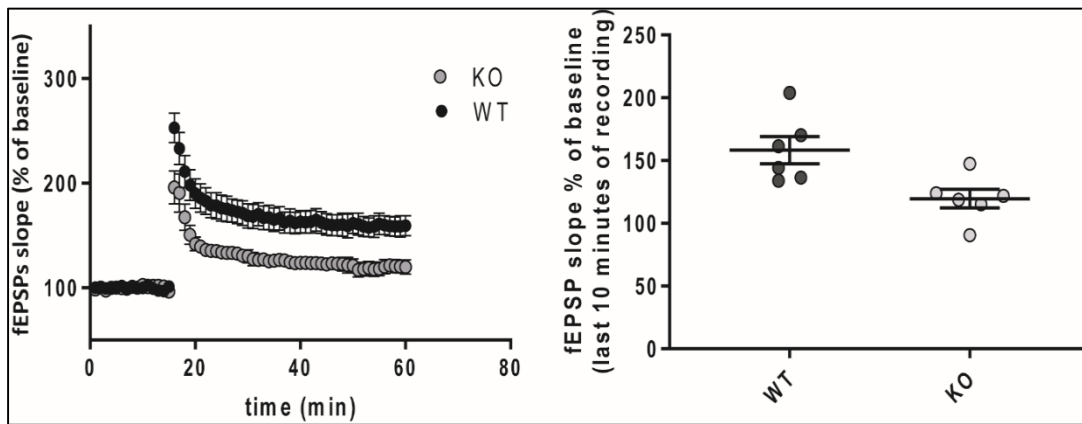 fEPSPs slope (% of baseline)
300
200
100
0
20
40
60
80
time (min)
KO
WT
fEPSP slope % of baseline
(last 10 minutes of recording)
250
200
150
100
50
0
WT
KO